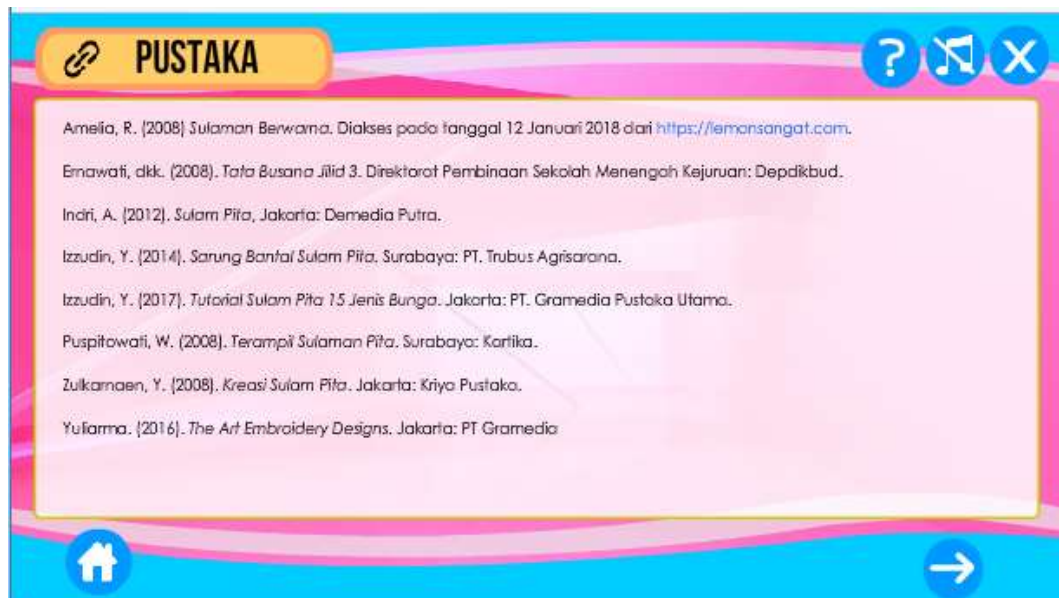 PUSTAKA
?
X
Amelia, R. (2008) Sulaman Berwarna. Diakses pada tanggal 12 Januari 2018 dari https://lemonsangat.com.
Ernawati, dkk. (2008). Tata Busana Jilid 3. Direktorat Pembinaan Sekolah Menengah Kejuruan: Depdikbud.
Indri, A. (2012). Sulam Pita, Jakarta: Demedia Putra.
Izzudin, Y. (2014). Sarung Bantal Sulam Pita. Surabaya: PT. Trubus Agrisarana.
Izzudin, Y. (2017). Tutorial Sulam Pita 15 Jenis Bunga. Jakarta: PT. Gramedia Pustaka Utama.
Puspitowati, W. (2008). Terampil Sulaman Pita. Surabaya: Kartika.
Zulkarnaen, Y. (2008). Kreasi Sulam Pita. Jakarta: Kriya Pustaka.
Yuliarma. (2016). The Art Embroidery Designs. Jakarta: PT Gramedia